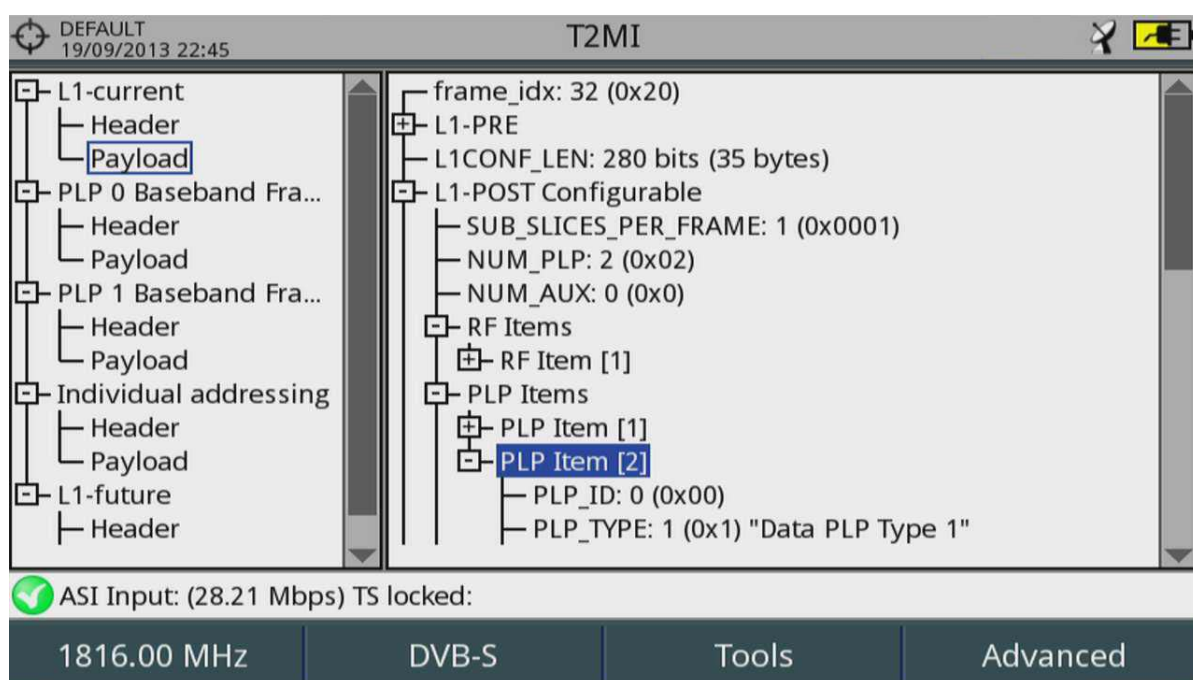 DEFAULT
19/09/2013 22:45
T2MI
L1-current
Header
Payload
PLP 0 Baseband Fra...
Header
Payload
PLP 1 Baseband Fra...
Header
Payload
Individual addressing
Header
Payload
L1-future
Header
frame_idx: 32 (0x20)
L1-PRE
L1CONF_LEN: 280 bits (35 bytes)
L1-POST Configurable
SUB_SLICES_PER_FRAME: 1 (0x0001)
NUM_PLP: 2 (0x02)
NUM_AUX: 0 (0x0)
RF Items
RF Item [1]
PLP Items
PLP Item [1]
PLP Item [2]
PLP_ID: 0 (0x00)
PLP_TYPE: 1 (0x1) "Data PLP Type 1"
ASI Input: (28.21 Mbps) TS locked:
1816.00 MHz
DVB-S
Tools
Advanced